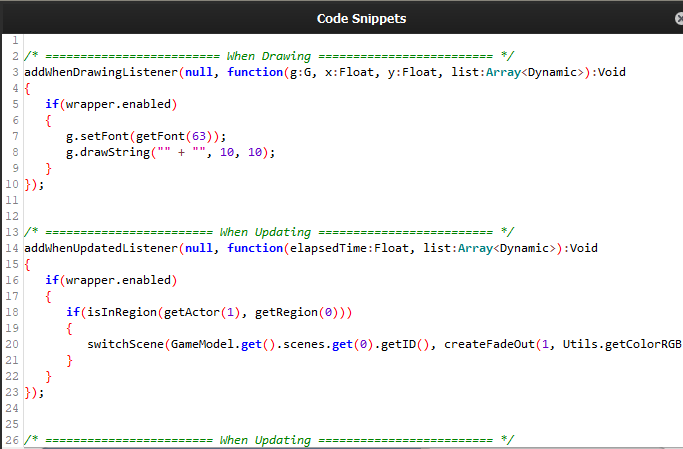 Code Snippets
1
2 /* ========================= When Drawing ========================= */
3 addWhenDrawingListener(null, function(g:G, x:Float, y:Float, list:Array<Dynamic>):Void
4 {
5 if(wrapper.enabled)
6 {
7 g.setFont(getFont(63));
8 g.drawString("" + "", 10, 10);
9 }
10 });
11
12
13 /* ======================== When Updating ========================= */
14 addWhenUpdatedListener(null, function(elapsedTime:Float, list:Array<Dynamic>):Void
15 {
16 if(wrapper.enabled)
17 {
18 if(isInRegion(getActor(1), getRegion(0)))
19 {
20 switchScene(GameModel.get().scenes.get(0).getID(), createFadeOut(1, Utils.getColorRGB
21 }
22 }
23 });
24
25
26 /* ======================== When Updating ========================= */